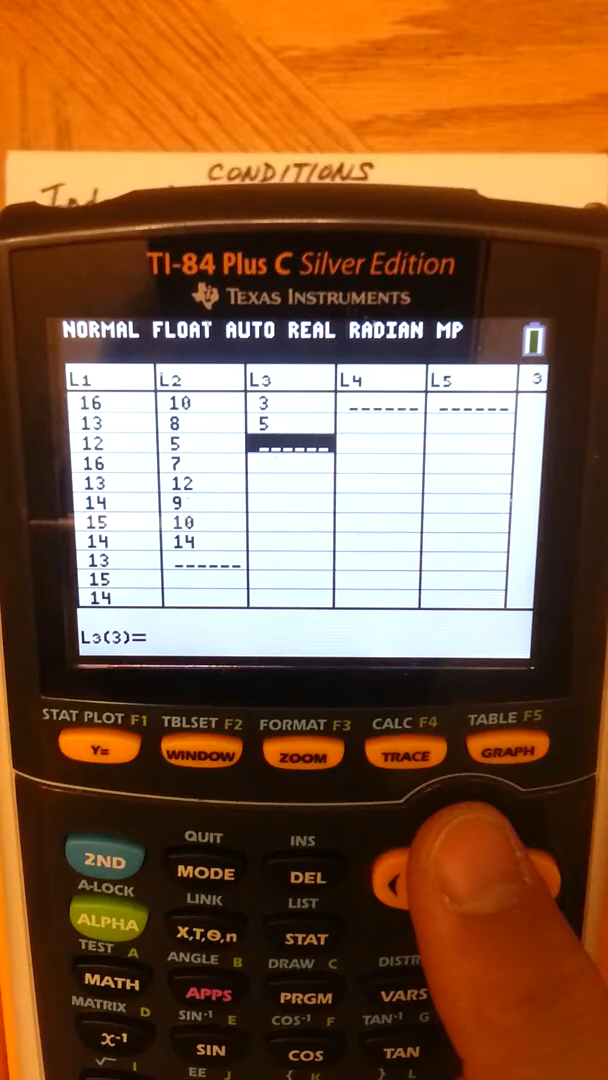 CONDITIONS
Ind
TI-84 Plus C Silver Edition
TEXAS INSTRUMENTS
NORMAL FLOAT AUTO REAL RADIAN MP
L1 L2 L3 L4 L5 3
16 10 3 ------ ------
13 8 5
12 5 ------
16 7
13 12
14 9
15 10
14 14
13 ------
15
14
L3(3)=
STAT PLOT F1 TBLSET F2 FORMAT F3 CALC F4 TABLE F5
Y= WINDOW ZOOM TRACE GRAPH
QUIT INS
2ND MODE DEL
A-LOCK LINK LIST
ALPHA X,T,Θ,n STAT
TEST A ANGLE B DRAW C DISTR
MATH APPS PRGM VARS
MATRIX D SIN⁻¹ E COS⁻¹ F TAN⁻¹ G
x⁻¹ SIN COS TAN
√ I EE J { K } L